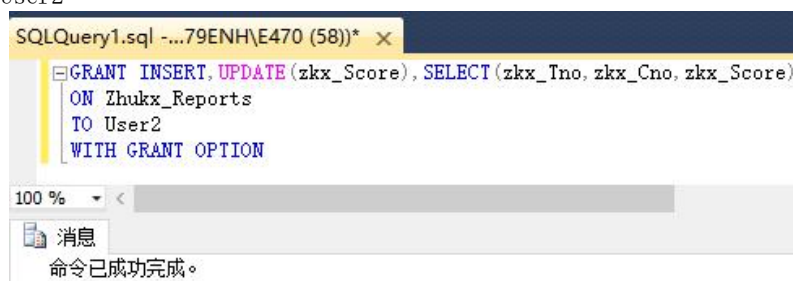 User2
SQLQuery1.sql -...79ENH\E470 (58))* ×
GRANT INSERT,UPDATE(zkx_Score),SELECT(zkx_Tno,zkx_Cno,zkx_Score)
ON Zhukx_Reports
TO User2
WITH GRANT OPTION
100 %
消息
命令已成功完成。